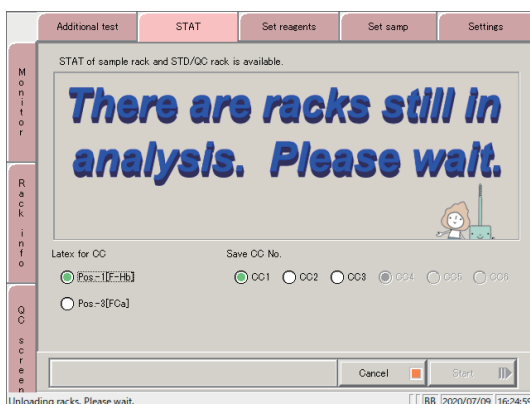 Additional test STAT Set reagents Set samp Settings
STAT of sample rack and STD/QC rack is available.
Monitor
There are racks still in
analysis. Please wait.
Rack info
Latex for CC Save CC No.
Pos.-1[F-Hb] CC1 CC2 CC3 CC4 CC5 CC6
Pos.-3[FCa]
QC screen
Cancel Start
Unloading racks. Please wait. BB 2020/07/09 16:24:59